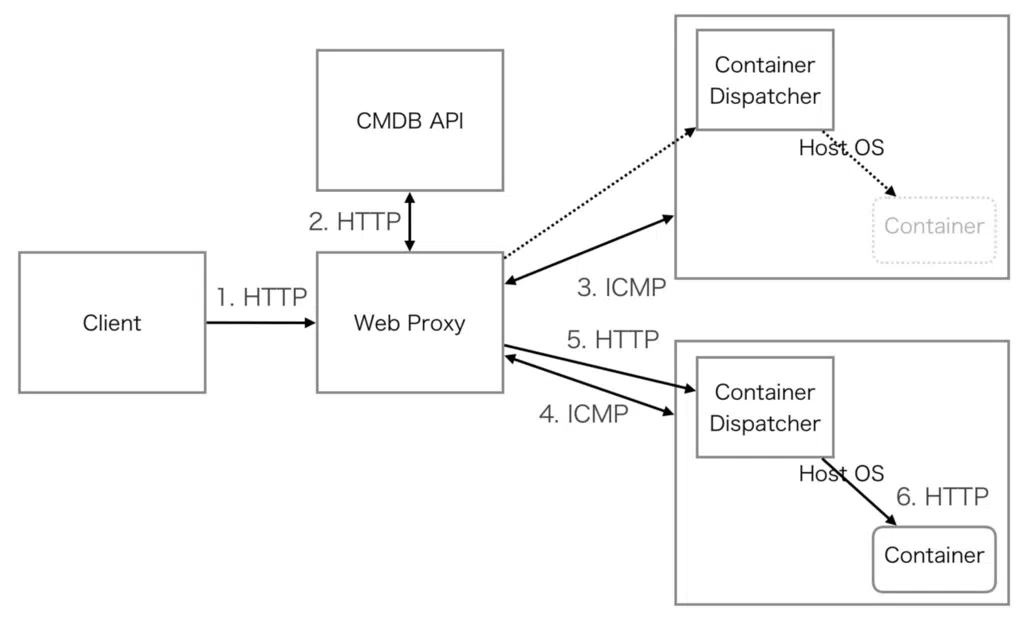 Container
Dispatcher
CMDB API
Host OS
2. HTTP
Container
1. HTTP
3. ICMP
Client
Web Proxy
5. HTTP
Container
Dispatcher
4. ICMP
Host OS
6. HTTP
Container